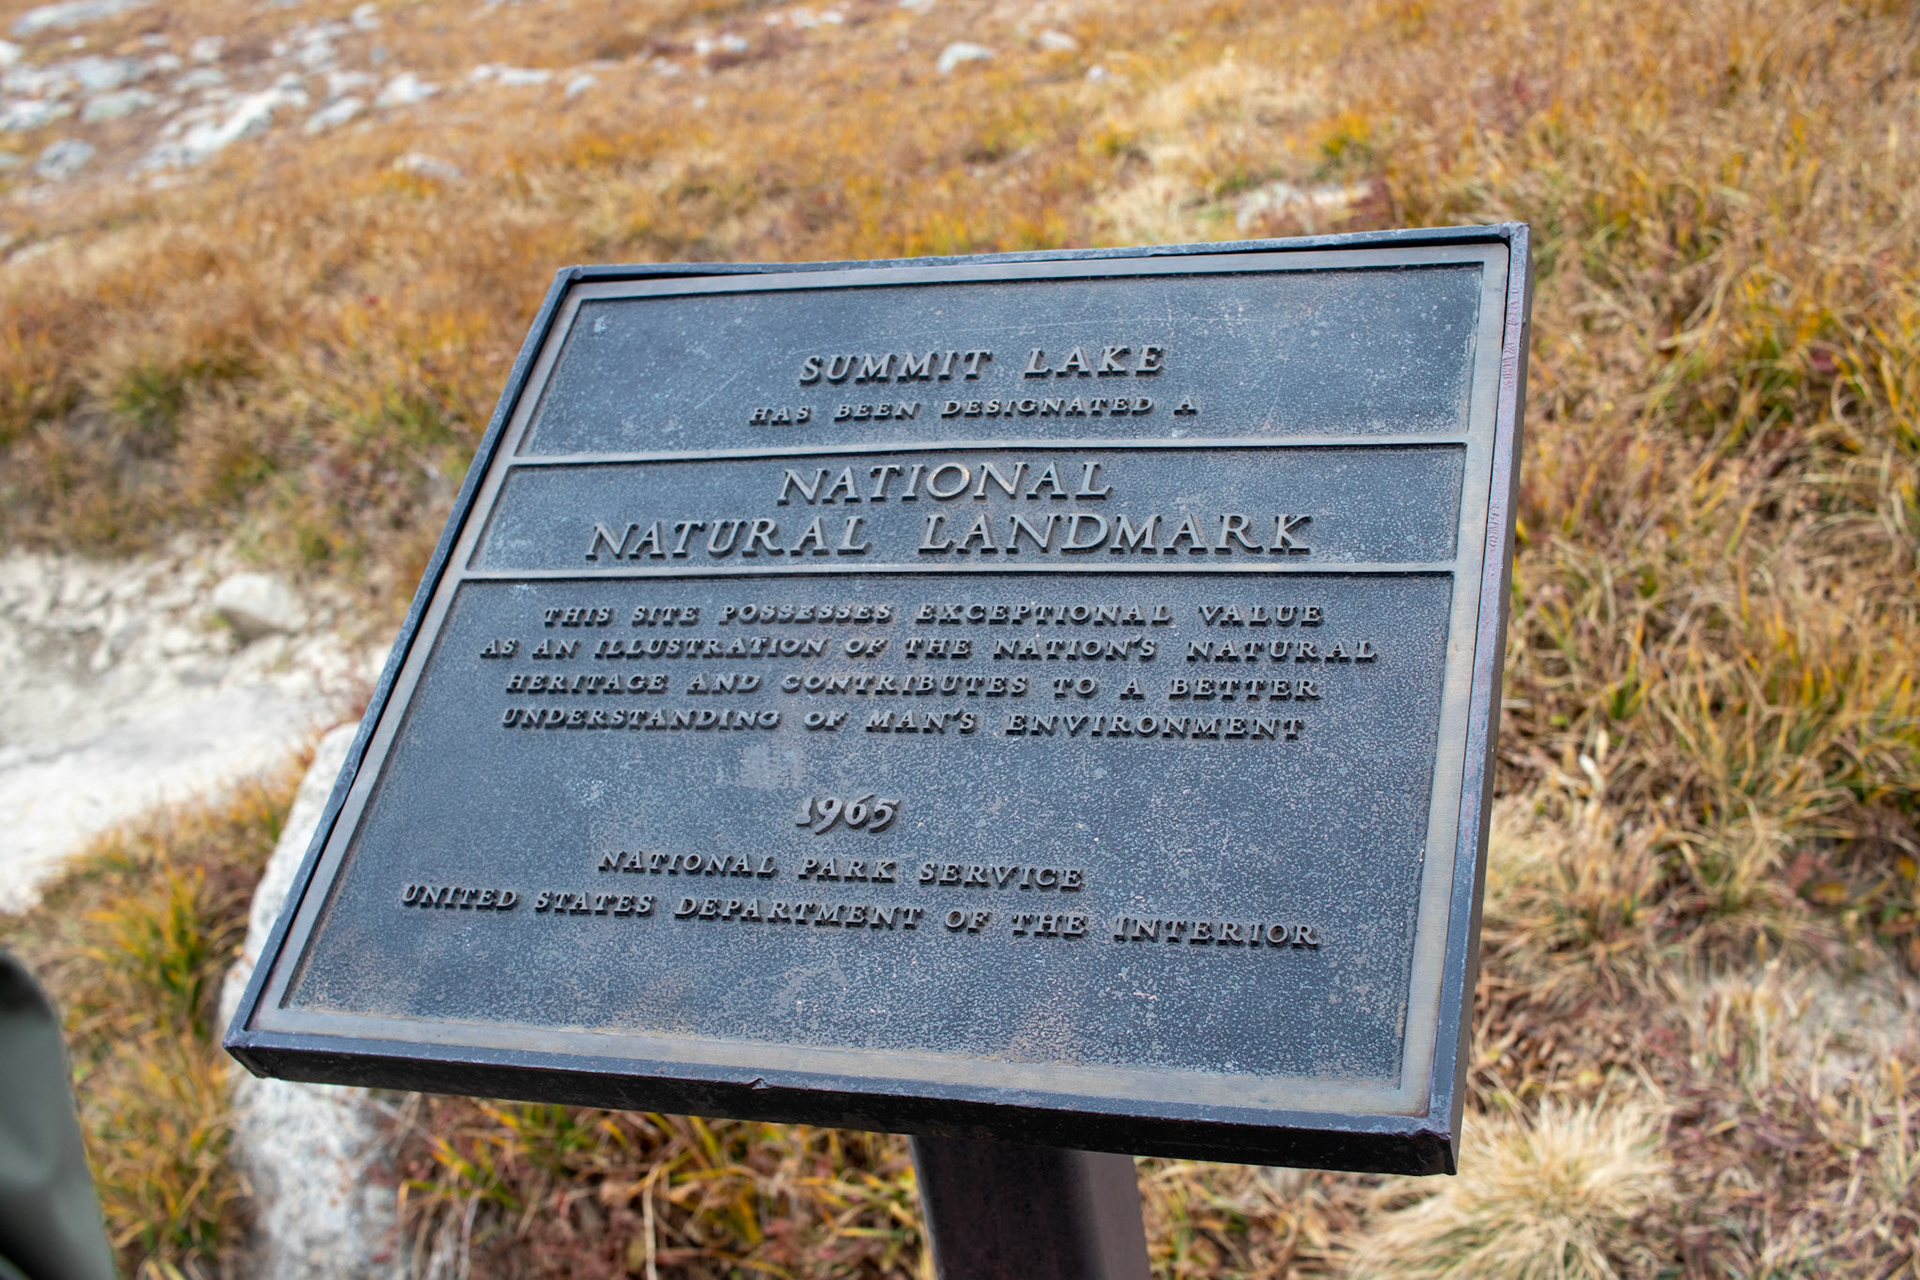 SUMMIT LAKE
HAS BEEN DESIGNATED A
NATIONAL
NATURAL LANDMARK
THIS SITE POSSESSES EXCEPTIONAL VALUE
AS AN ILLUSTRATION OF THE NATION'S NATURAL
HERITAGE AND CONTRIBUTES TO A BETTER
UNDERSTANDING OF MAN'S ENVIRONMENT
1965
NATIONAL PARK SERVICE
UNITED STATES DEPARTMENT OF THE INTERIOR